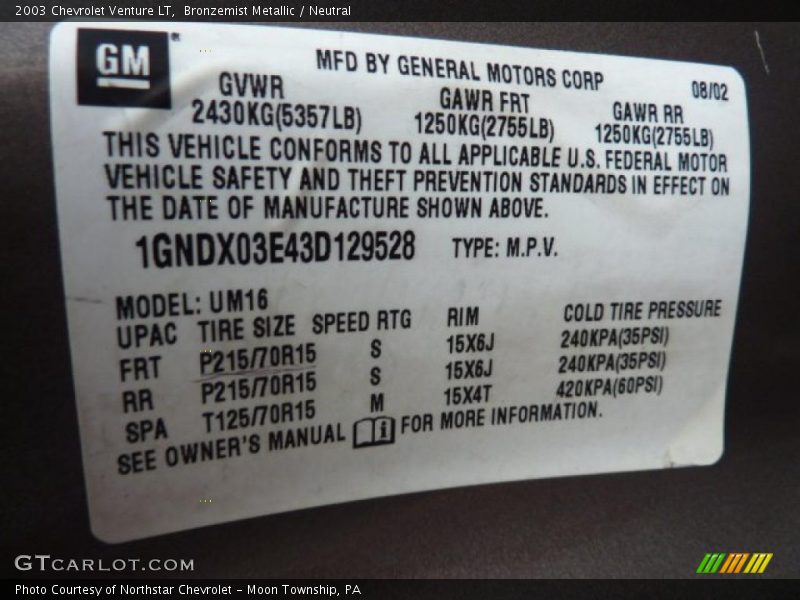 2003 Chevrolet Venture LT, Bronzemist Metallic / Neutral
GM
MFD BY GENERAL MOTORS CORP
08/02
GVWR GAWR FRT GAWR RR
2430KG(5357LB) 1250KG(2755LB) 1250KG(2755LB)
THIS VEHICLE CONFORMS TO ALL APPLICABLE U.S. FEDERAL MOTOR
VEHICLE SAFETY AND THEFT PREVENTION STANDARDS IN EFFECT ON
THE DATE OF MANUFACTURE SHOWN ABOVE.
1GNDX03E43D129528 TYPE: M.P.V.
MODEL: UM16
UPAC TIRE SIZE SPEED RTG RIM COLD TIRE PRESSURE
FRT P215/70R15 S 15X6J 240KPA(35PSI)
RR P215/70R15 S 15X6J 240KPA(35PSI)
SPA T125/70R15 M 15X4T 420KPA(60PSI)
SEE OWNER'S MANUAL i FOR MORE INFORMATION.
GTCARLOT.COM
Photo Courtesy of Northstar Chevrolet - Moon Township, PA